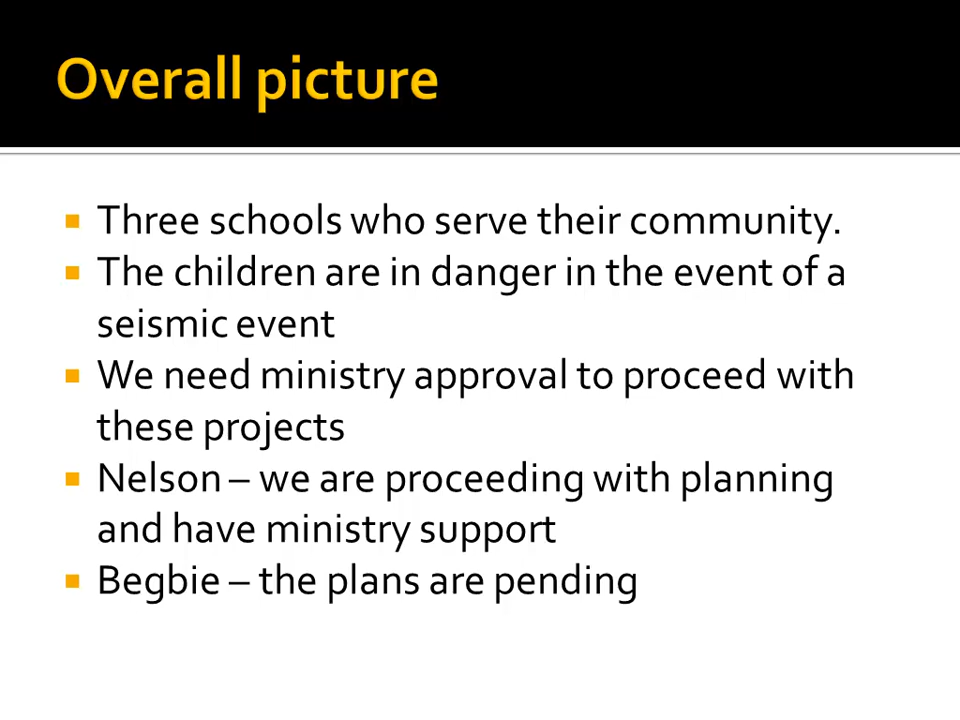 Overall picture
Three schools who serve their community.
The children are in danger in the event of a
seismic event
We need ministry approval to proceed with
these projects
Nelson – we are proceeding with planning
and have ministry support
Begbie – the plans are pending